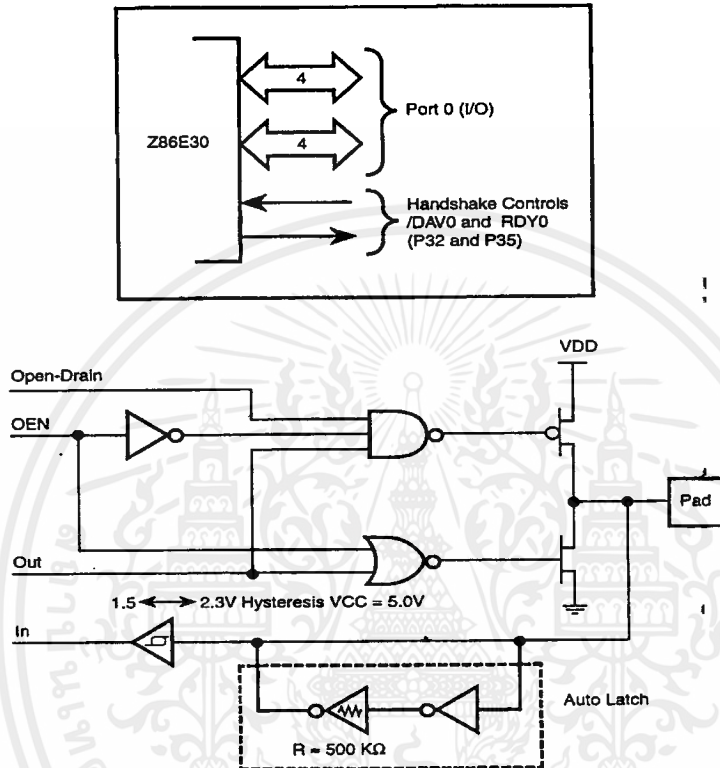 Z86E30
4
4
Port 0 (I/O)
Handshake Controls
/DAV0 and RDY0
(P32 and P35)
VDD
Open-Drain
OEN
Pad
Out
1.5 2.3V Hysteresis VCC = 5.0V
In
Auto Latch
R ≈ 500 KΩ